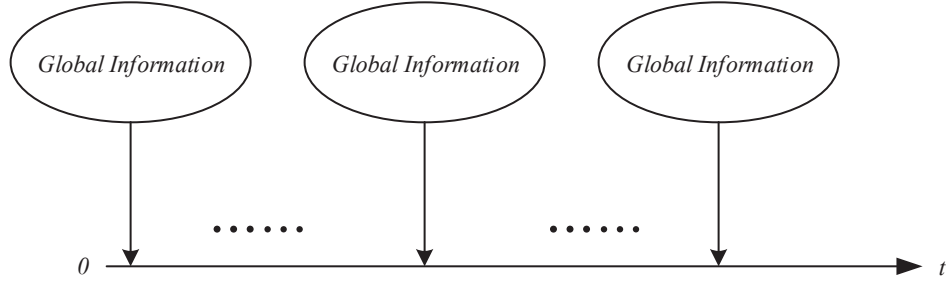 Global Information
Global Information
Global Information
......
......
0
t